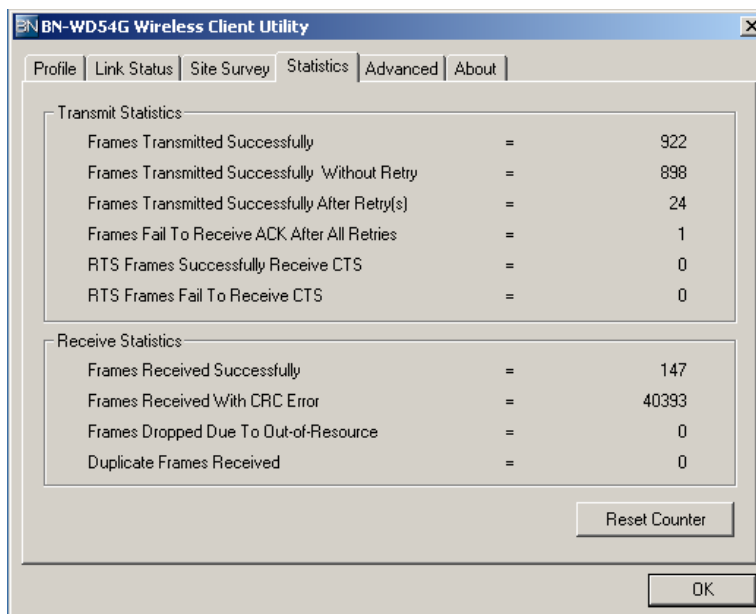 BN BN-WD54G Wireless Client Utility
Profile Link Status Site Survey Statistics Advanced About
Transmit Statistics
Frames Transmitted Successfully = 922
Frames Transmitted Successfully Without Retry = 898
Frames Transmitted Successfully After Retry(s) = 24
Frames Fail To Receive ACK After All Retries = 1
RTS Frames Successfully Receive CTS = 0
RTS Frames Fail To Receive CTS = 0
Receive Statistics
Frames Received Successfully = 147
Frames Received With CRC Error = 40393
Frames Dropped Due To Out-of-Resource = 0
Duplicate Frames Received = 0
Reset Counter
OK